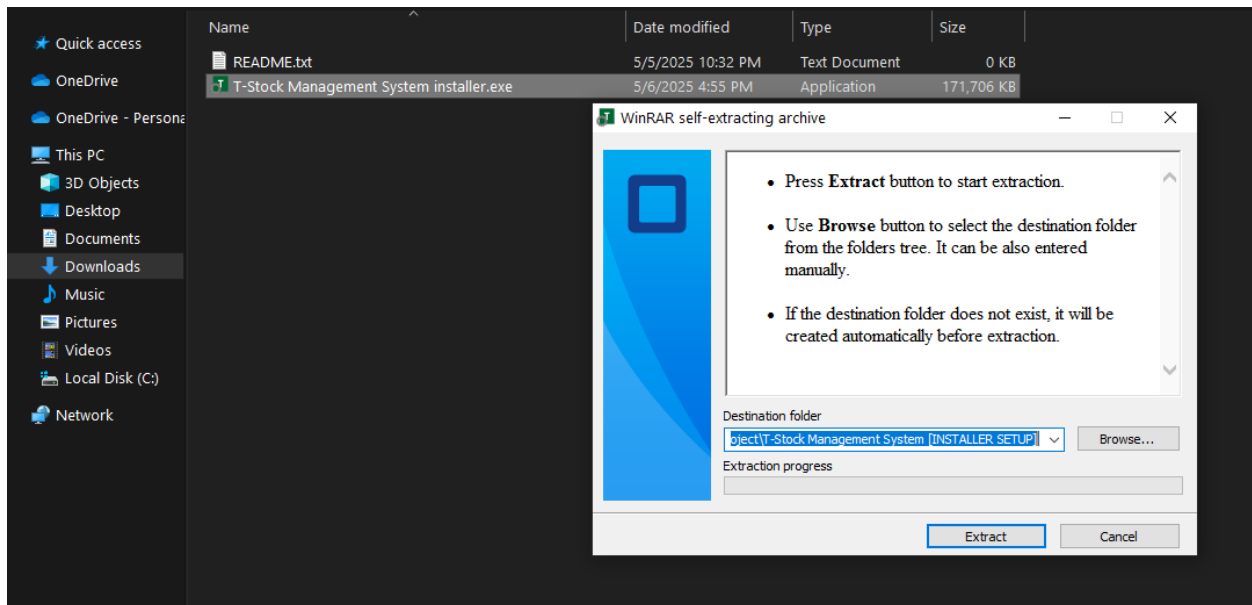 Name Date modified Type Size
Quick access
README.txt 5/5/2025 10:32 PM Text Document 0 KB
OneDrive
T-Stock Management System installer.exe 5/6/2025 4:55 PM Application 171,706 KB
OneDrive - Persona
This PC
3D Objects
Desktop
Documents
Downloads
Music
Pictures
Videos
Local Disk (C:)
Network
WinRAR self-extracting archive
• Press Extract button to start extraction.
• Use Browse button to select the destination folder
from the folders tree. It can be also entered
manually.
• If the destination folder does not exist, it will be
created automatically before extraction.
Destination folder
oject\T-Stock Management System [INSTALLER SETUP] Browse...
Extraction progress
Extract Cancel